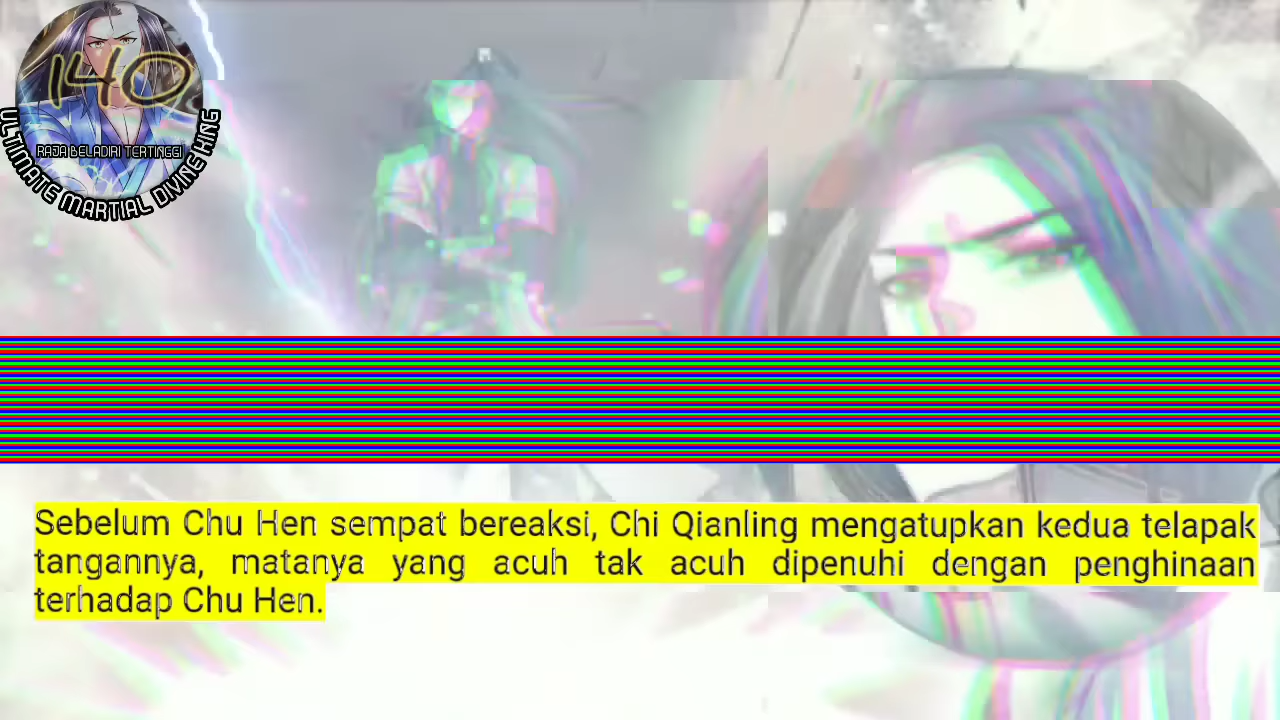 140
RAJA BELADIRI TERTINGGI
ULTIMATE MARTIAL DIVINE KING
Sebelum Chu Hen sempat bereaksi, Chi Qianling mengatupkan kedua telapak
tangannya, matanya yang acuh tak acuh dipenuhi dengan penghinaan
terhadap Chu Hen.